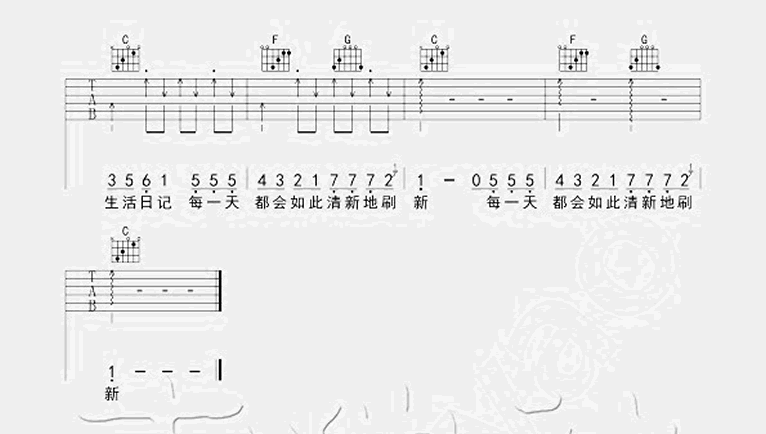 C F G C F G
T
A
B
3 5 6 1 5 5 5 | 4 3 2 1 7 7 7 2 | 1 - 0 5 5 5 | 4 3 2 1 7 7 7 2 |
生活日记 每一天 都会如此清新地刷 新 每一天 都会如此清新地刷
C
T
A
B
1 - - -
新